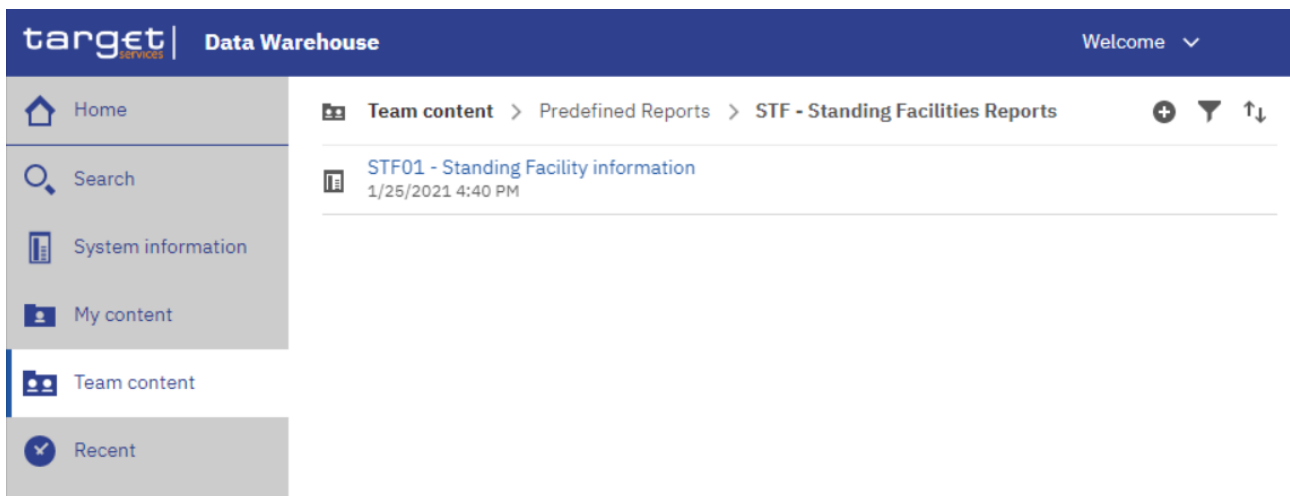 target services | Data Warehouse Welcome
Home
Team content > Predefined Reports > STF - Standing Facilities Reports
Search
STF01 - Standing Facility information
1/25/2021 4:40 PM
System information
My content
Team content
Recent